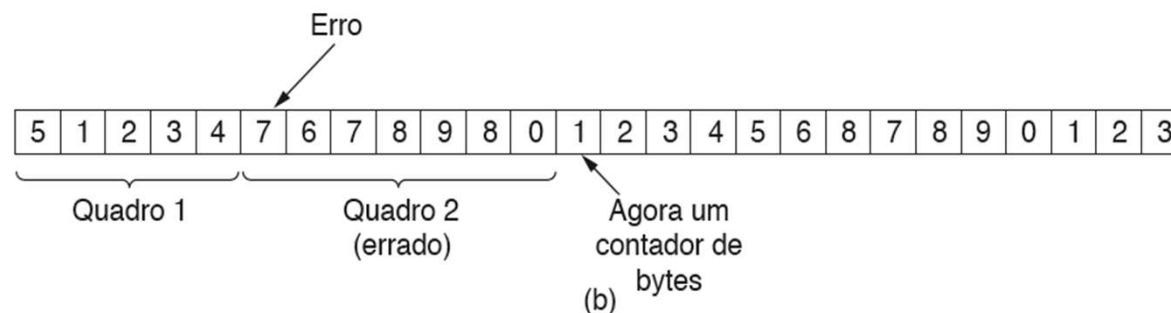 Erro
5 1 2 3 4 7 6 7 8 9 8 0 1 2 3 4 5 6 8 7 8 9 0 1 2 3
Quadro 1
Quadro 2
(errado)
Agora um
contador de
bytes
(b)